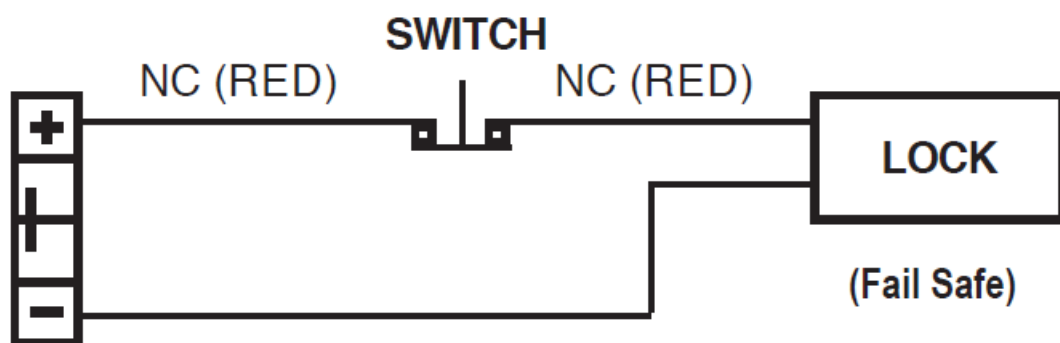 SWITCH
NC (RED) NC (RED)
+
LOCK
-
(Fail Safe)